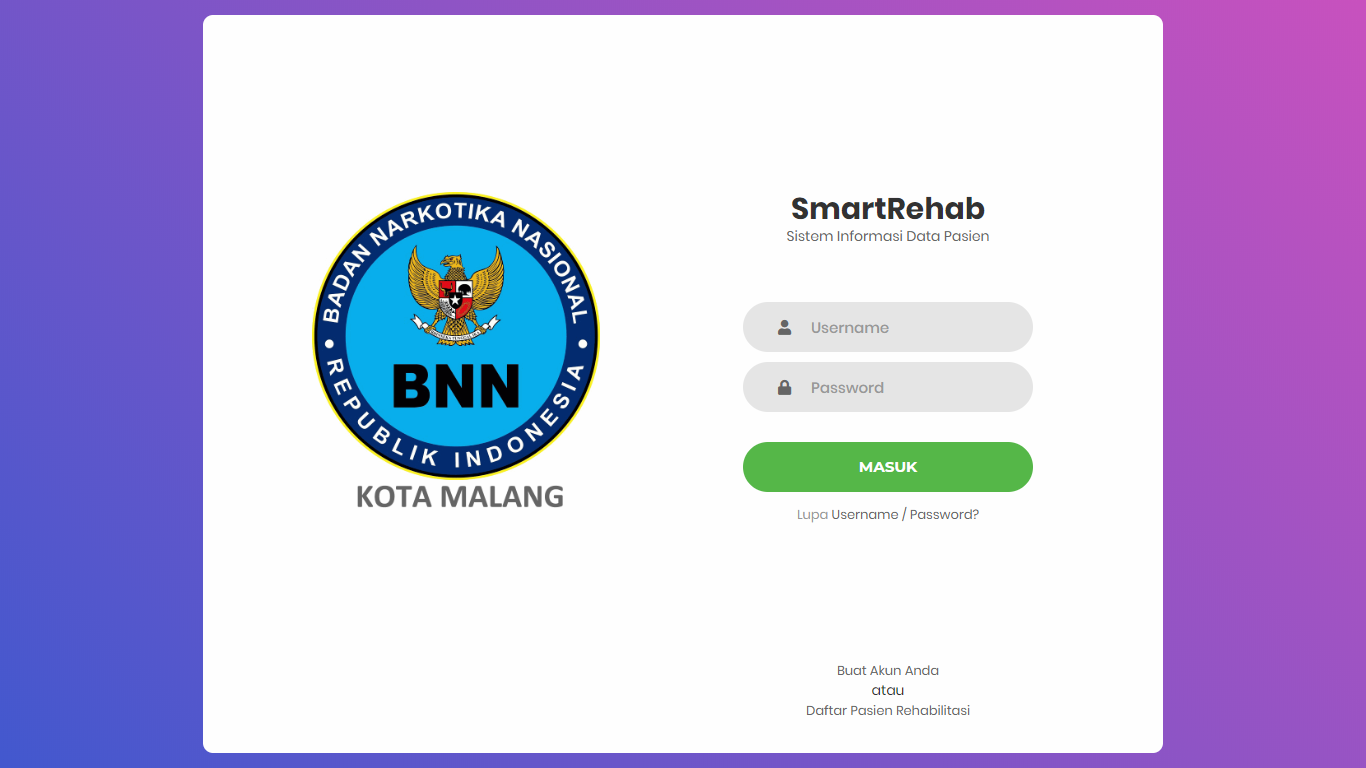 BADAN NARKOTIKA NASIONAL
BNN
REPUBLIK INDONESIA
KOTA MALANG
SmartRehab
Sistem Informasi Data Pasien
Username
Password
MASUK
Lupa Username / Password?
Buat Akun Anda
atau
Daftar Pasien Rehabilitasi